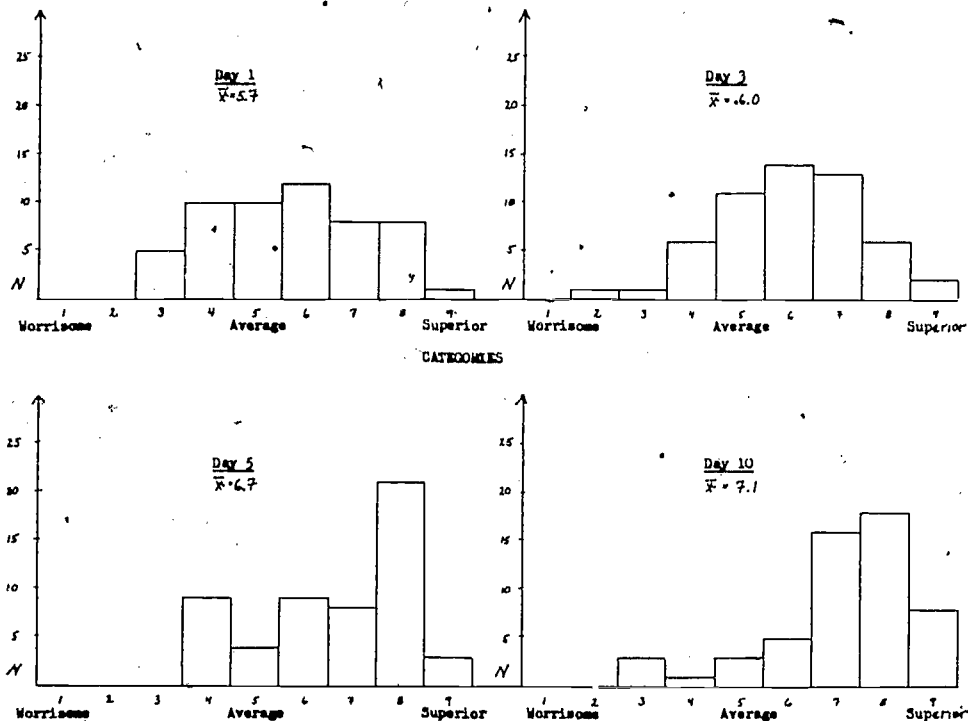 25
20
15
10
5
N
Day 1
x̄=5.7
1 2 3 4 5 6 7 8 9
Worrisome Average Superior
25
20
15
10
5
N
Day 3
x̄ = 6.0
1 2 3 4 5 6 7 8 9
Worrisome Average Superior
CATEGORIES
25
20
15
10
5
N
Day 5
x̄=6.7
1 2 3 4 5 6 7 8 9
Worrisome Average Superior
25
20
15
10
5
N
Day 10
x̄ = 7.1
1 2 3 4 5 6 7 8 9
Worrisome Average Superior